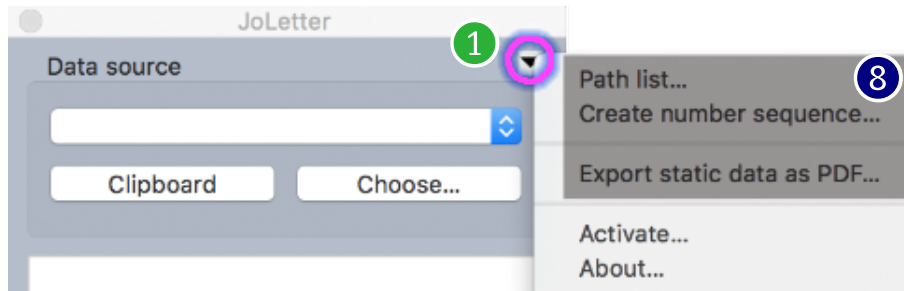 JoLetter
1
Data source
8
Path list...
Create number sequence...
Clipboard
Choose...
Export static data as PDF...
Activate...
About...